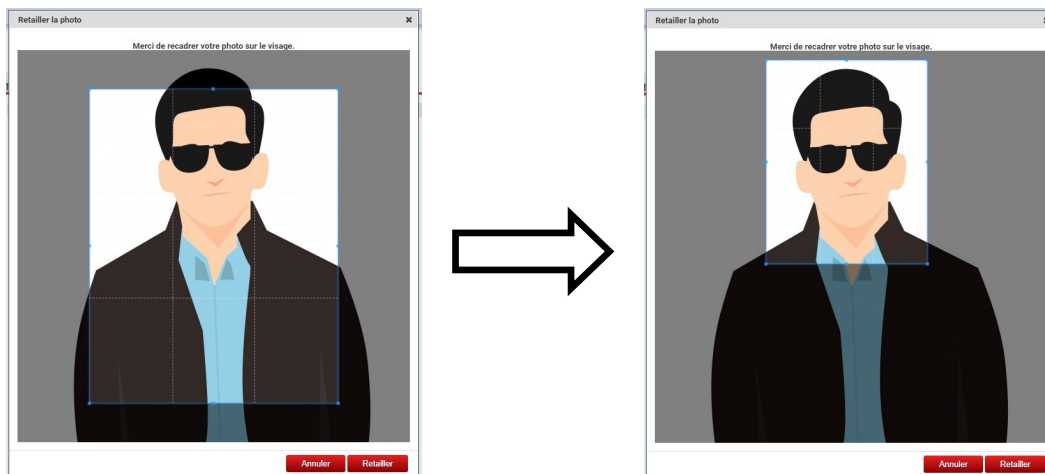 Retailler la photo
Merci de recadrer votre photo sur le visage.
Annuler Retailler
Retailler la photo
Merci de recadrer votre photo sur le visage.
Annuler Retailler